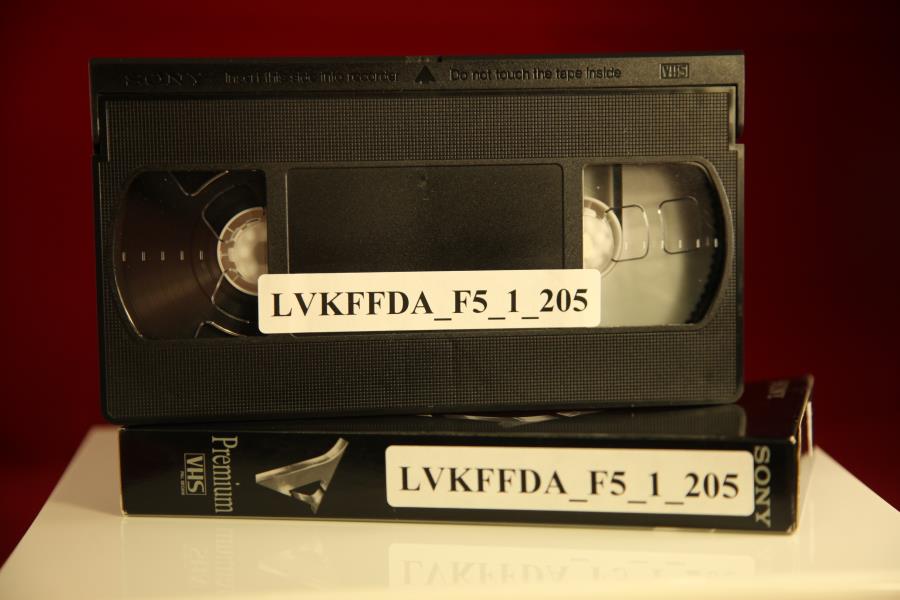 SONY Insert this side into recorder Do not touch the tape inside VHS
LVKFFDA_F5_1_205
Premium
VHS
LVKFFDA_F5_1_205
SONY